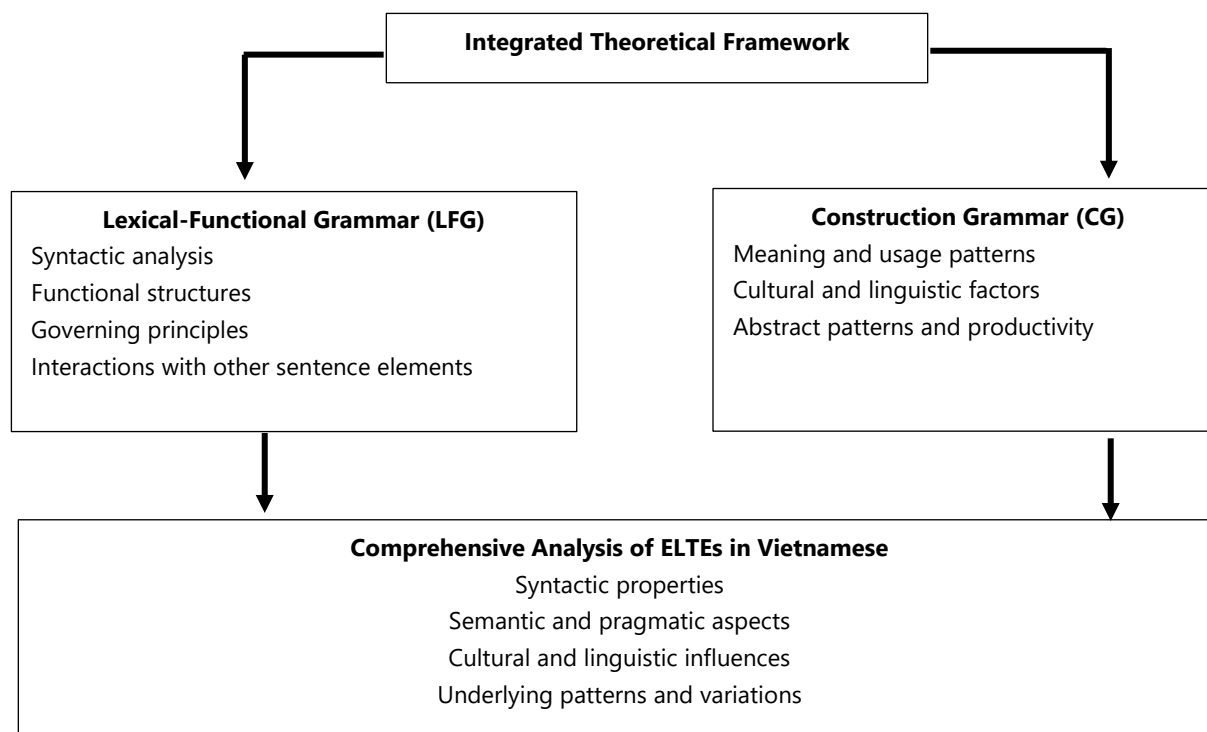 Integrated Theoretical Framework
Lexical-Functional Grammar (LFG)
Syntactic analysis
Functional structures
Governing principles
Interactions with other sentence elements
Construction Grammar (CG)
Meaning and usage patterns
Cultural and linguistic factors
Abstract patterns and productivity
Comprehensive Analysis of ELTEs in Vietnamese
Syntactic properties
Semantic and pragmatic aspects
Cultural and linguistic influences
Underlying patterns and variations